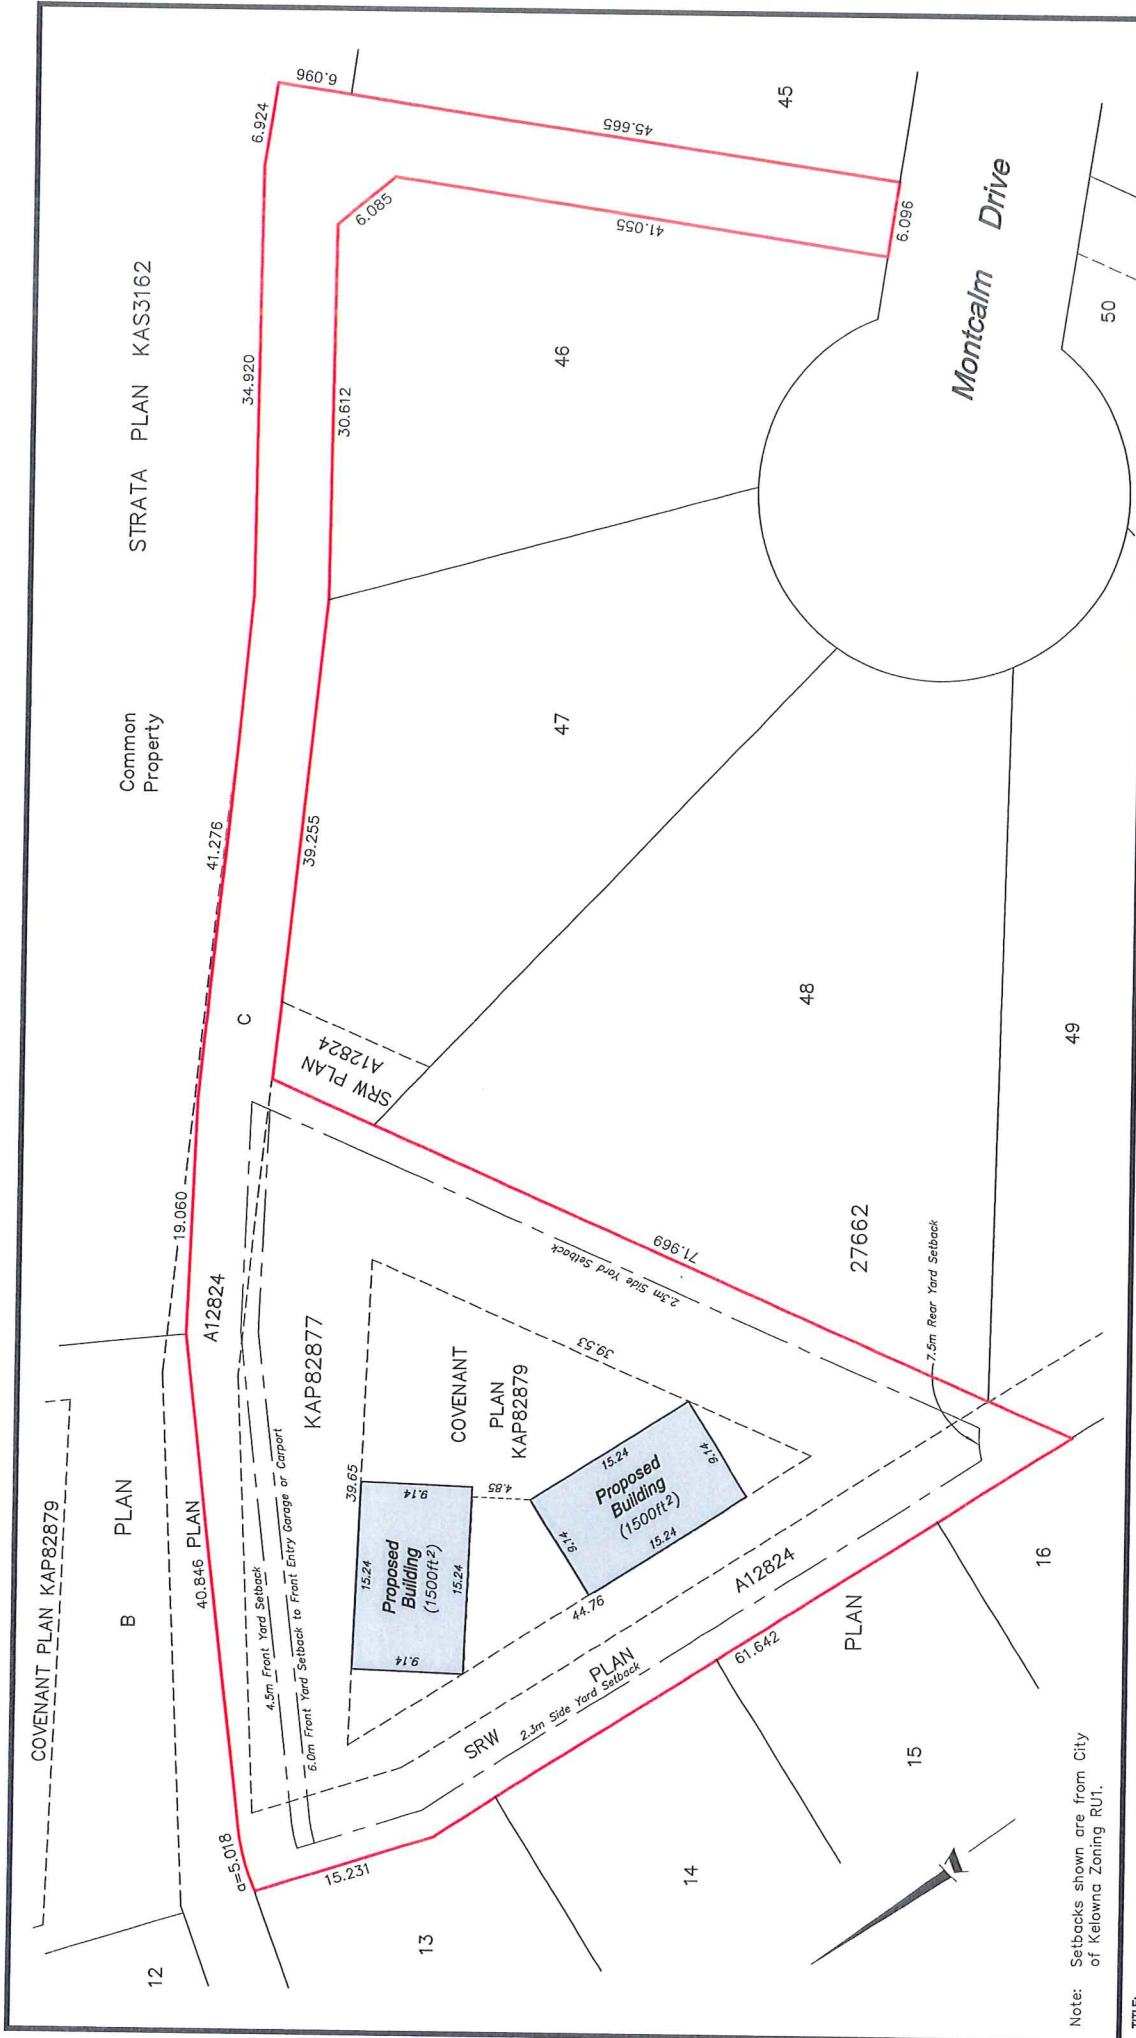 COVENANT PLAN KAP82879
STRATA PLAN KAS3162
Common
Property
B PLAN
12
13
14
15
16
45
46
47
48
49
50
Montcalm Drive
6.096
6.924
45.665
6.085
41.055
6.096
34.920
30.612
41.276
39.255
C
SRW PLAN
A12824
19.060
A12824
40.846 PLAN
a=5.018
15.231
4.5m Front Yard Setback
6.0m Front Yard Setback to Front Entry Garage or Carport
KAP82877
COVENANT
PLAN
KAP82879
39.65
39.53
44.76
4.85
Proposed
Building
(1500ft²)
15.24
9.14
15.24
9.14
Proposed
Building
(1500ft²)
15.24
9.14
15.24
9.14
2.3m Side Yard Setback
71.969
27662
7.5m Rear Yard Setback
SRW PLAN A12824
2.3m Side Yard Setback
61.642
PLAN
Note: Setbacks shown are from City
of Kelowna Zoning RU1.